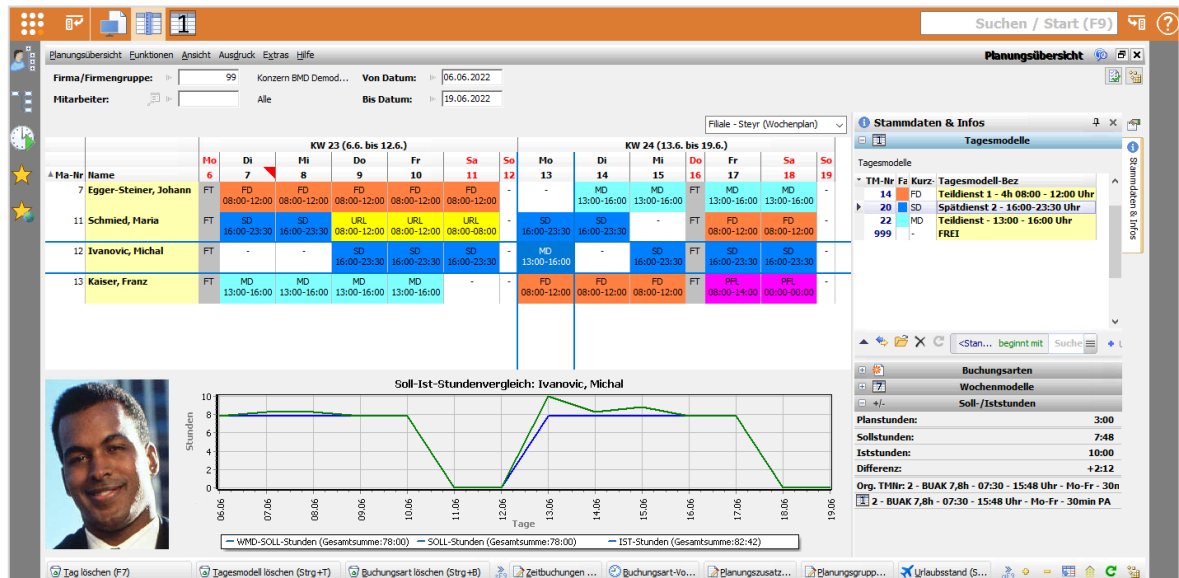 1
Suchen / Start (F9)
?
Planungsübersicht Funktionen Ansicht Ausdruck Extras Hilfe
Planungsübersicht
Firma/Firmengruppe: 99 Konzern BMD Demod... Von Datum: 06.06.2022
Mitarbeiter: Alle Bis Datum: 19.06.2022
Filiale - Steyr (Wochenplan)
KW 23 (6.6. bis 12.6.) KW 24 (13.6. bis 19.6.)
Mo Di Mi Do Fr Sa So Mo Di Mi Do Fr Sa So
Ma-Nr Name 6 7 8 9 10 11 12 13 14 15 16 17 18 19
7 Egger-Steiner, Johann FT FD FD FD FD FD - - MD MD FT MD MD -
08:00-12:00 08:00-12:00 08:00-12:00 08:00-12:00 08:00-12:00 13:00-16:00 13:00-16:00 13:00-16:00 13:00-16:00
11 Schmied, Maria FT SD SD URL URL URL - SD SD - FT FD FD -
16:00-23:30 16:00-23:30 08:00-12:00 08:00-12:00 08:00-08:00 16:00-23:30 16:00-23:30 08:00-12:00 08:00-12:00
12 Ivanovic, Michal FT - - SD SD SD - MD - SD FT SD SD -
16:00-23:30 16:00-23:30 16:00-23:30 13:00-16:00 16:00-23:30 16:00-23:30 16:00-23:30
13 Kaiser, Franz FT MD MD MD MD - - FD FD FD FT PFL PFL -
13:00-16:00 13:00-16:00 13:00-16:00 13:00-16:00 08:00-12:00 08:00-12:00 08:00-12:00 08:00-14:00 00:00-00:00
Stammdaten & Infos
1 Tagesmodelle
Tagesmodelle
TM-Nr Fa Kurz- Tagesmodell-Bez
14 FD Teildienst 1 - 4h 08:00 - 12:00 Uhr
20 SD Spätdienst 2 - 16:00-23:30 Uhr
22 MD Teildienst - 13:00 - 16:00 Uhr
999 - FREI
<Stan... beginnt mit Suche
Buchungsarten
7 Wochenmodelle
+/- Soll-/Iststunden
Planstunden: 3:00
Sollstunden: 7:48
Iststunden: 10:00
Differenz: +2:12
Org. TMNr: 2 - BUAK 7,8h - 07:30 - 15:48 Uhr - Mo-Fr - 30n
1 2 - BUAK 7,8h - 07:30 - 15:48 Uhr - Mo-Fr - 30min PA
Stammdaten & Infos
Soll-Ist-Stundenvergleich: Ivanovic, Michal
Stunden
10
8
6
4
2
0
06.06 07.06 08.06 09.06 10.06 11.06 12.06 13.06 14.06 15.06 16.06 17.06 18.06 19.06
Tage
WMD-SOLL-Stunden (Gesamtsumme:78:00) SOLL-Stunden (Gesamtsumme:78:00) IST-Stunden (Gesamtsumme:82:42)
Tag löschen (F7) Tagesmodell löschen (Strg+T) Buchungsart löschen (Strg+B) Zeitbuchungen ... Buchungsart-Vo... Planungszusatz... Planungsgrupp... Urlaubsstand (S...